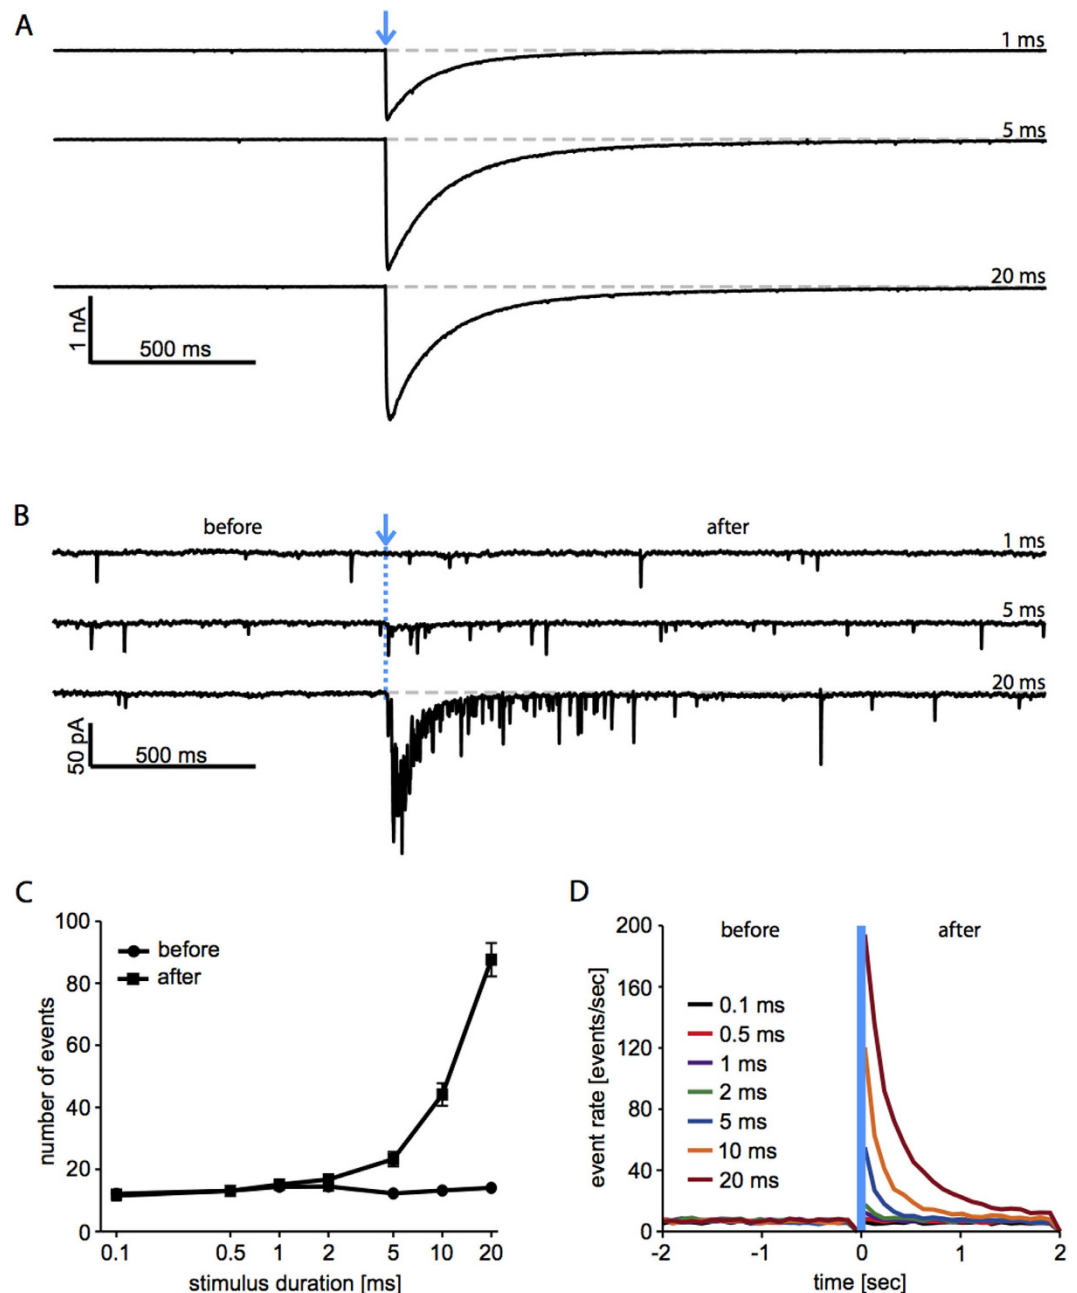 A
1 ms
5 ms
20 ms
1 nA
500 ms
B
before
after
1 ms
5 ms
20 ms
50 pA
500 ms
C
100
80
60
40
20
0
before
after
number of events
0.1
0.5
1
2
5
10
20
stimulus duration [ms]
D
200
160
120
80
40
0
before
after
event rate [events/sec]
0.1 ms
0.5 ms
1 ms
2 ms
5 ms
10 ms
20 ms
-2
-1
0
1
2
time [sec]